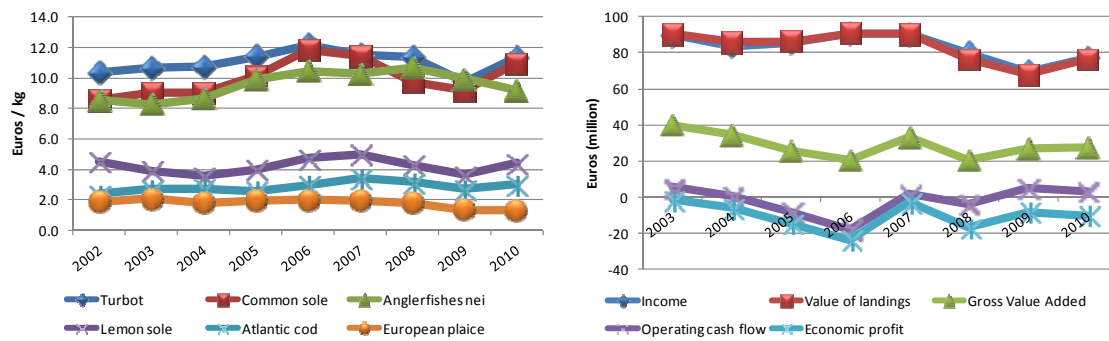 Euros / kg
14.0
12.0
10.0
8.0
6.0
4.0
2.0
0.0
2002 2003 2004 2005 2006 2007 2008 2009 2010
Turbot Common sole Anglerfishes nei
Lemon sole Atlantic cod European plaice
Euros (million)
100
80
60
40
20
0
-20
-40
2003 2004 2005 2006 2007 2008 2009 2010
Income Value of landings Gross Value Added
Operating cash flow Economic profit